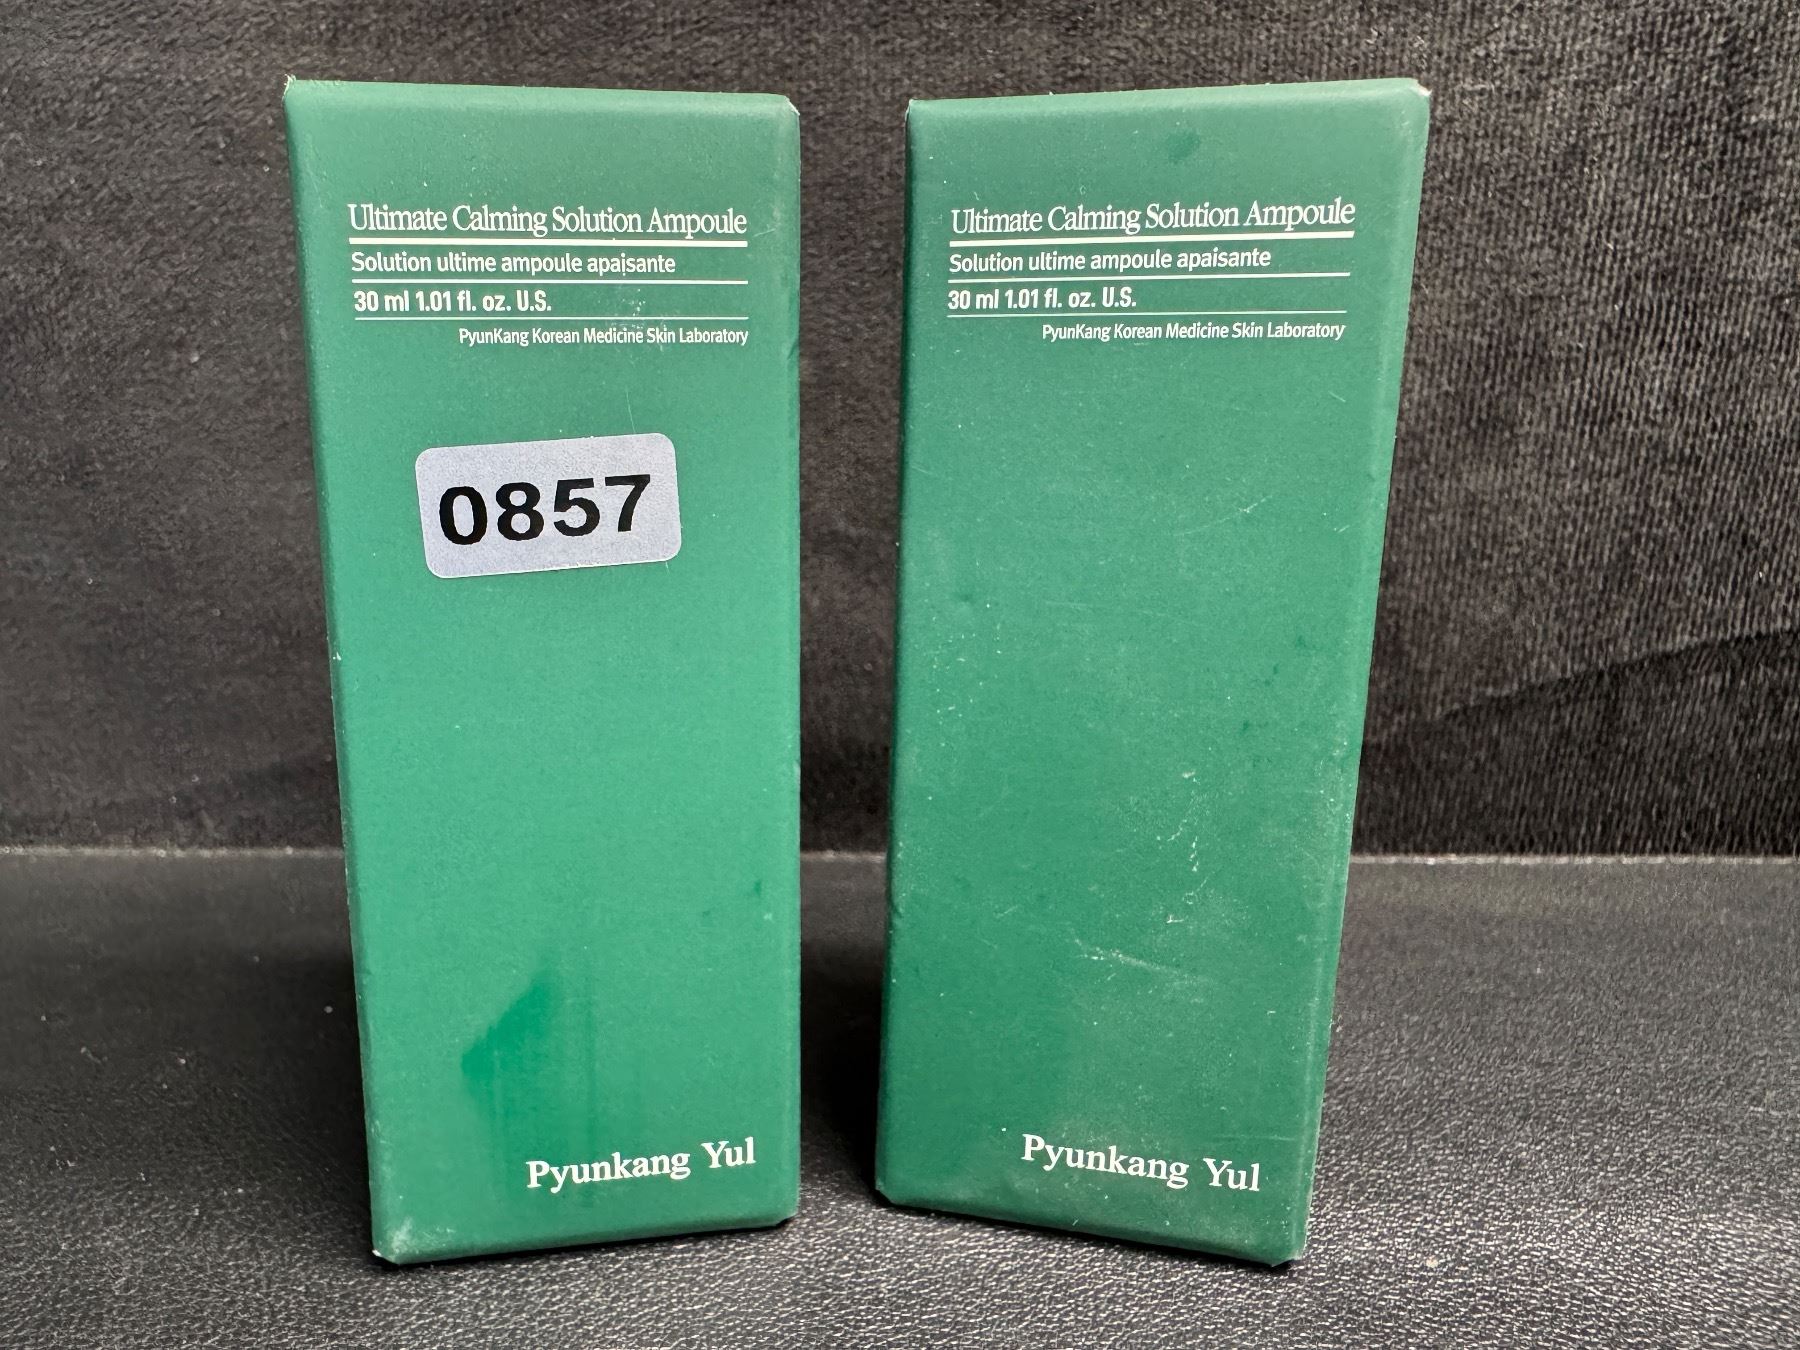 Ultimate Calming Solution Ampoule
Solution ultime ampoule apaisante
30 ml 1.01 fl. oz. U.S.
PyunKang Korean Medicine Skin Laboratory
0857
Pyunkang Yul
Ultimate Calming Solution Ampoule
Solution ultime ampoule apaisante
30 ml 1.01 fl. oz. U.S.
PyunKang Korean Medicine Skin Laboratory
Pyunkang Yul